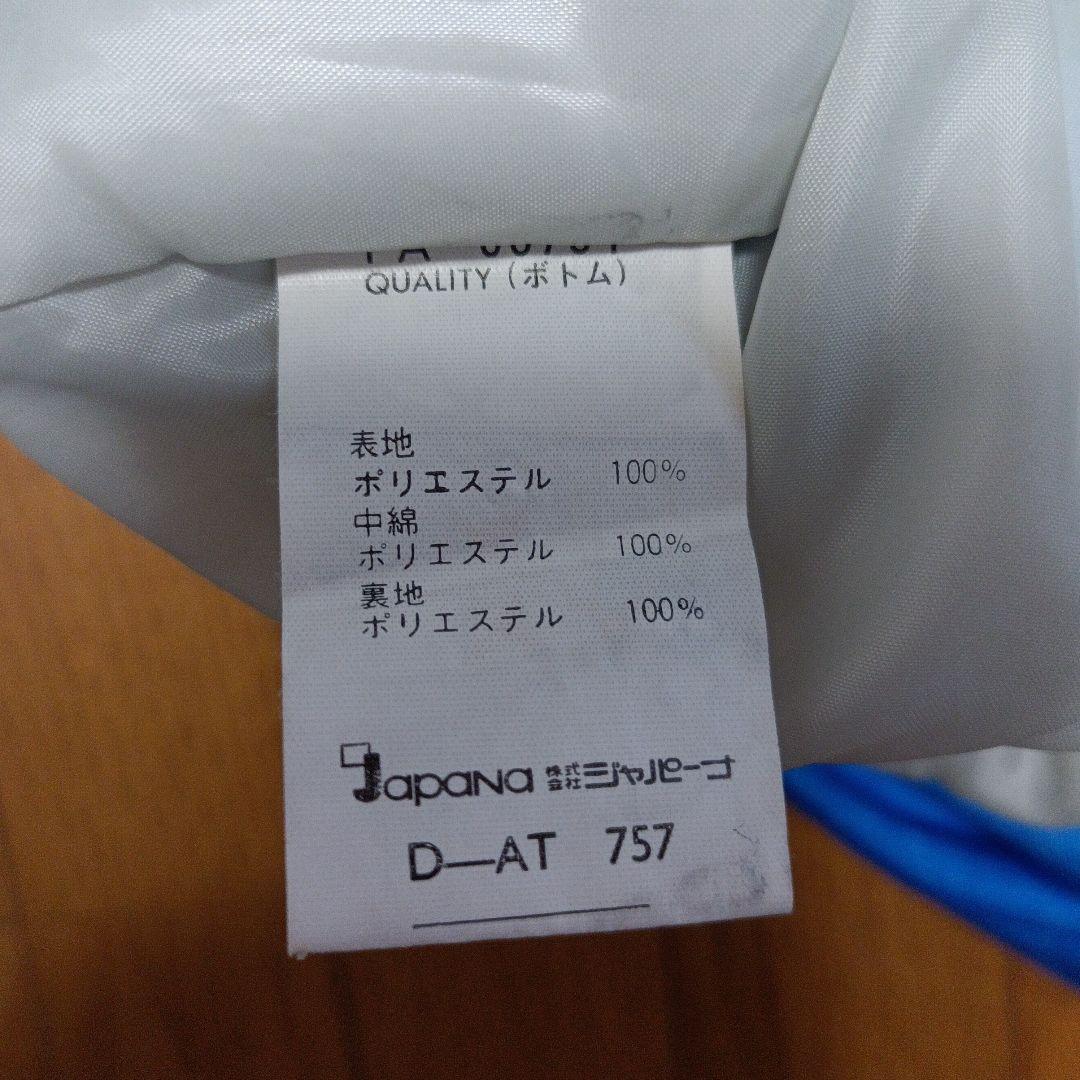 QUALITY (ボトム)
表地
ポリエステル 100%
中綿
ポリエステル 100%
裏地
ポリエステル 100%
Japana 株式会社 ジャパーナ
D—AT 757